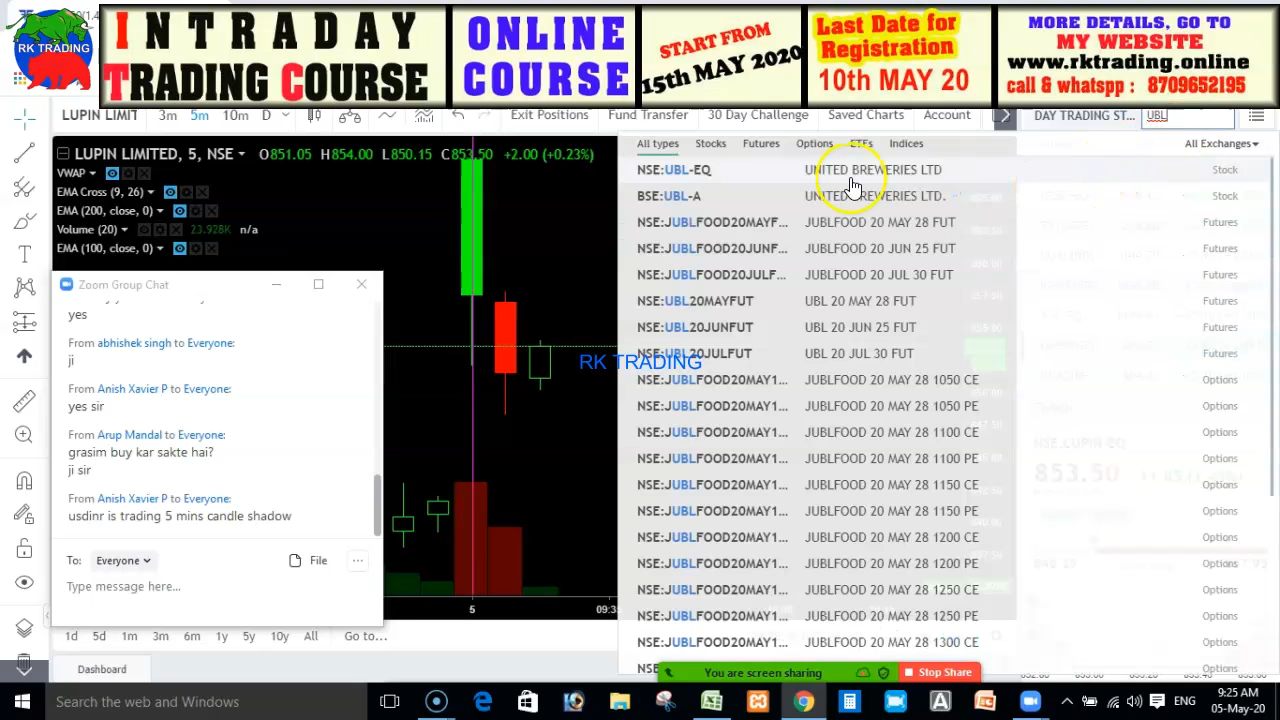 RK TRADING
INTRADAY
TRADING COURSE
ONLINE
COURSE
START FROM
15th MAY 2020
Last Date for
Registration
10th MAY 20
MORE DETAILS, GO TO
MY WEBSITE
www.rktrading.online
call & whatsapp : 8709652195
LUPIN LIMIT 3m 5m 10m D Exit Positions Fund Transfer 30 Day Challenge Saved Charts Account DAY TRADING ST... UBL
LUPIN LIMITED, 5, NSE O851.05 H854.00 L850.15 C853.50 +2.00 (+0.23%)
VWAP
EMA Cross (9, 26)
EMA (200, close, 0)
Volume (20) 23.928K n/a
EMA (100, close, 0)
All types Stocks Futures Options ETFs Indices All Exchanges
NSE:UBL-EQ UNITED BREWERIES LTD Stock
BSE:UBL-A UNITED BREWERIES LTD. Stock
NSE:JUBLFOOD20MAYF... JUBLFOOD 20 MAY 28 FUT Futures
NSE:JUBLFOOD20JUNF... JUBLFOOD 20 JUN 25 FUT Futures
NSE:JUBLFOOD20JULF... JUBLFOOD 20 JUL 30 FUT Futures
NSE:UBL20MAYFUT UBL 20 MAY 28 FUT Futures
NSE:UBL20JUNFUT UBL 20 JUN 25 FUT Futures
NSE:UBL20JULFUT UBL 20 JUL 30 FUT Futures
RK TRADING
NSE:JUBLFOOD20MAY1... JUBLFOOD 20 MAY 28 1050 CE Options
NSE:JUBLFOOD20MAY1... JUBLFOOD 20 MAY 28 1050 PE Options
NSE:JUBLFOOD20MAY1... JUBLFOOD 20 MAY 28 1100 CE Options
NSE:JUBLFOOD20MAY1... JUBLFOOD 20 MAY 28 1100 PE Options
NSE:JUBLFOOD20MAY1... JUBLFOOD 20 MAY 28 1150 CE Options
NSE:JUBLFOOD20MAY1... JUBLFOOD 20 MAY 28 1150 PE Options
NSE:JUBLFOOD20MAY1... JUBLFOOD 20 MAY 28 1200 CE Options
NSE:JUBLFOOD20MAY1... JUBLFOOD 20 MAY 28 1200 PE Options
NSE:JUBLFOOD20MAY1... JUBLFOOD 20 MAY 28 1250 CE Options
NSE:JUBLFOOD20MAY1... JUBLFOOD 20 MAY 28 1250 PE Options
NSE:JUBLFOOD20MAY1... JUBLFOOD 20 MAY 28 1300 CE Options
Options
NSE.LUPIN-EQ
853.50
Zoom Group Chat
yes
From abhishek singh to Everyone:
ji
From Anish Xavier P to Everyone:
yes sir
From Arup Mandal to Everyone:
grasim buy kar sakte hai?
ji sir
From Anish Xavier P to Everyone:
usdinr is trading 5 mins candle shadow
To: Everyone File ...
Type message here...
5
1d 5d 1m 3m 6m 1y 5y 10y All Go to...
Dashboard
You are screen sharing Stop Share
Search the web and Windows
ENG
9:25 AM
05-May-20